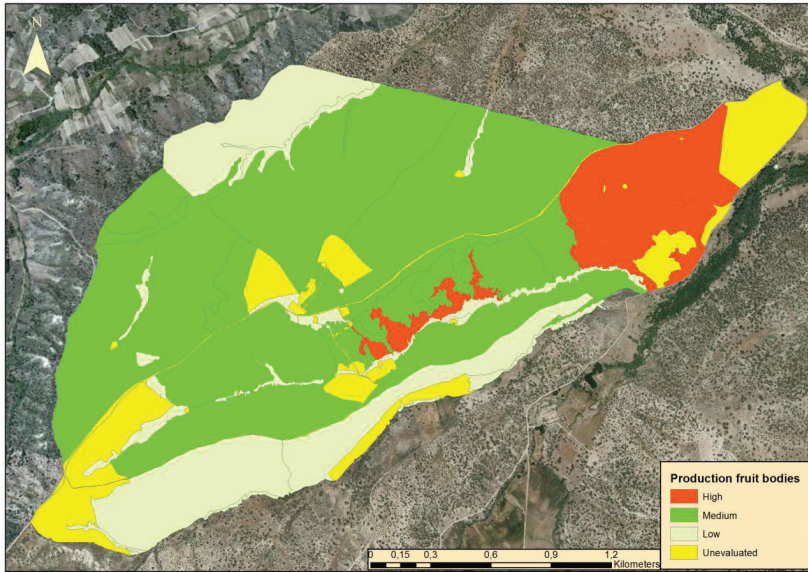 N
Production fruit bodies
High
Medium
Low
Unevaluated
0 0,15 0,3 0,6 0,9 1,2
Kilometers